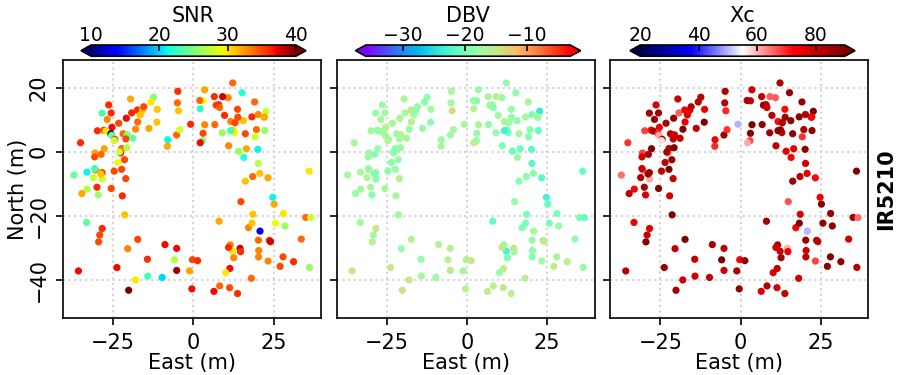 SNR DBV Xc
10 20 30 40 −30 −20 −10 20 40 60 80
20
0
−20
−40
North (m)
IR5210
−25 0 25 −25 0 25 −25 0 25
East (m) East (m) East (m)